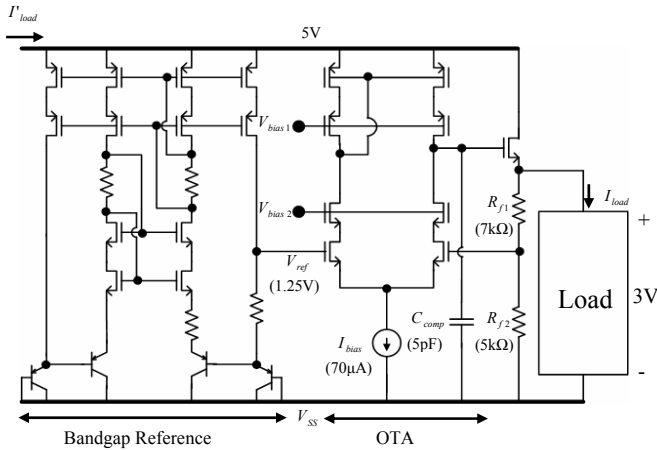 I'load
5V
Vbias1
Vbias2
Vref
(1.25V)
Ibias
(70μA)
Ccomp
(5pF)
Rf1
(7kΩ)
Rf2
(5kΩ)
Iload
+
Load
3V
-
VSS
Bandgap Reference
OTA